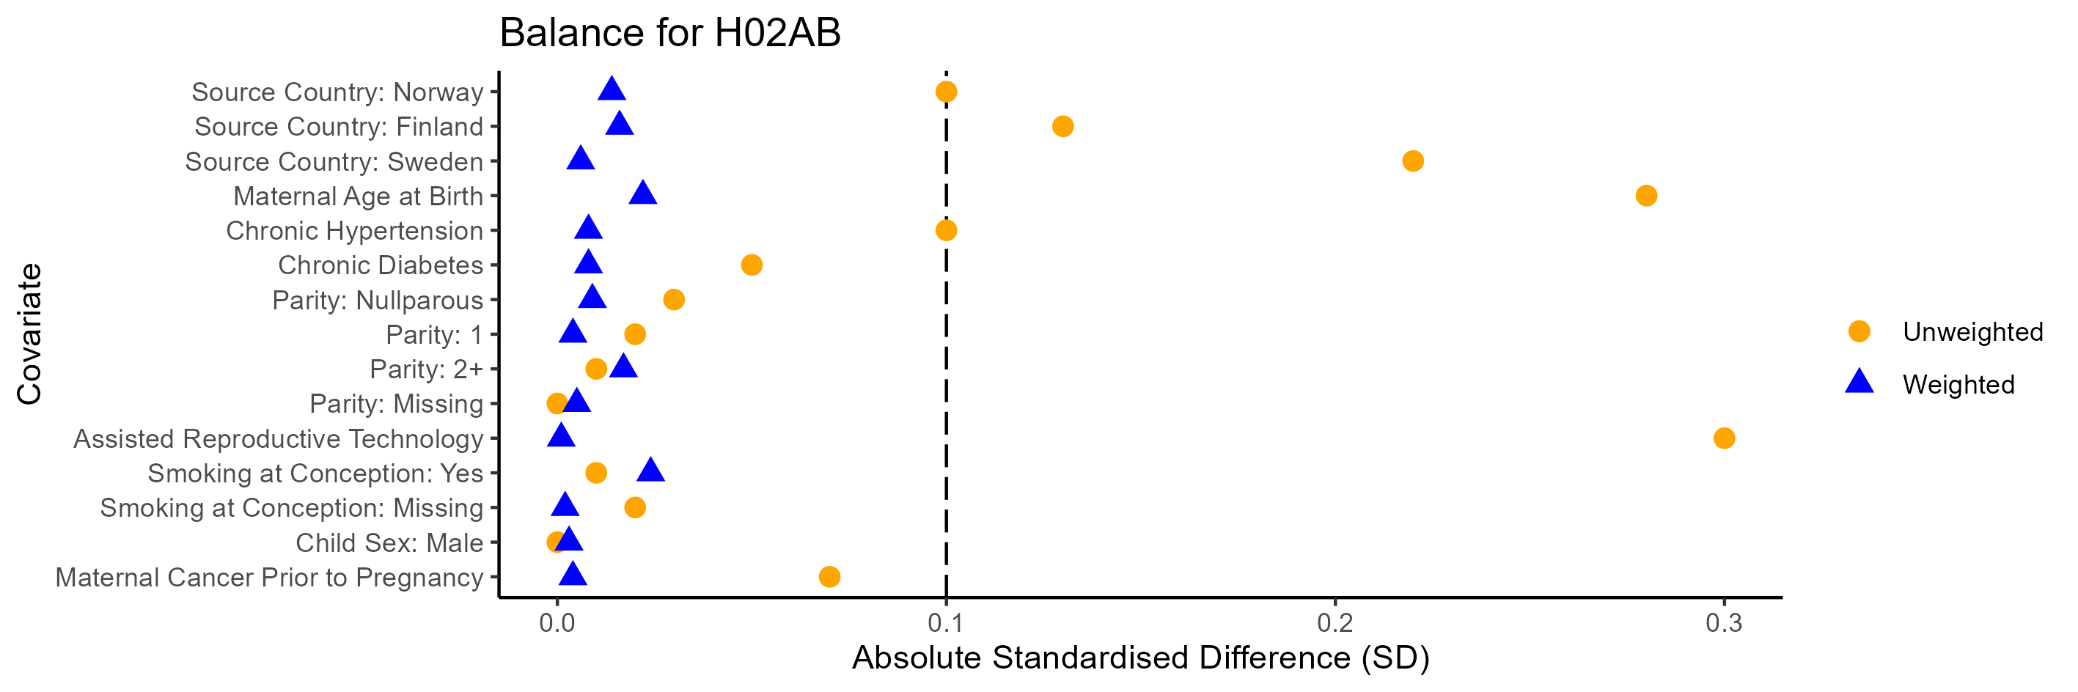 Balance for H02AB
Covariate
Source Country: Norway
Source Country: Finland
Source Country: Sweden
Maternal Age at Birth
Chronic Hypertension
Chronic Diabetes
Parity: Nullparous
Parity: 1
Parity: 2+
Parity: Missing
Assisted Reproductive Technology
Smoking at Conception: Yes
Smoking at Conception: Missing
Child Sex: Male
Maternal Cancer Prior to Pregnancy
0.0 0.1 0.2 0.3
Absolute Standardised Difference (SD)
Unweighted
Weighted